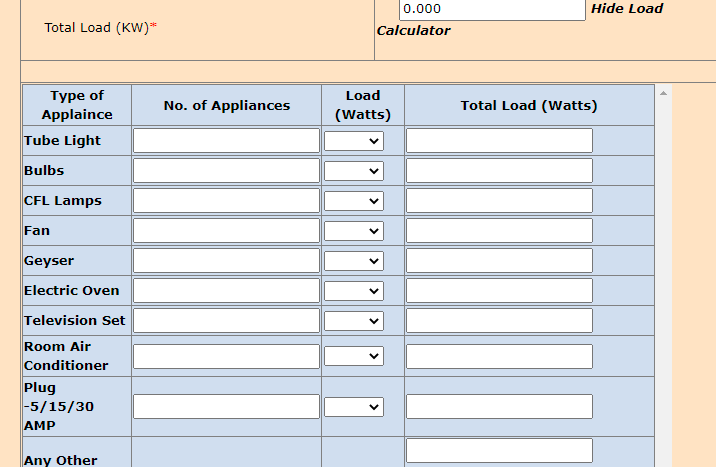 0.000 Hide Load
Total Load (KW)*
Calculator
Type of
Applaince
No. of Appliances
Load
(Watts)
Total Load (Watts)
Tube Light
Bulbs
CFL Lamps
Fan
Geyser
Electric Oven
Television Set
Room Air
Conditioner
Plug
-5/15/30
AMP
Any Other